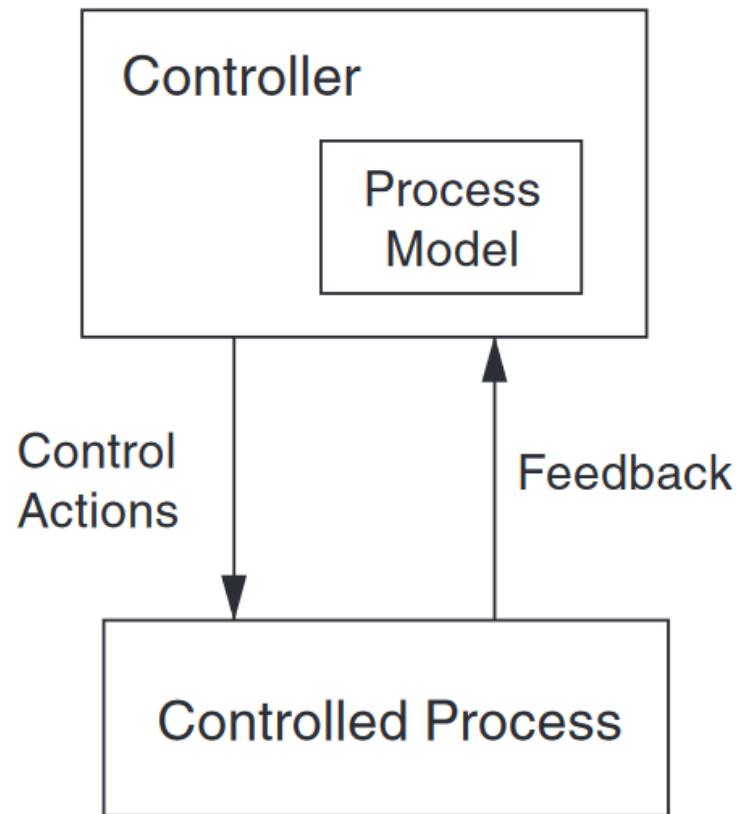 Controller
Process
Model
Control
Actions
Feedback
Controlled Process